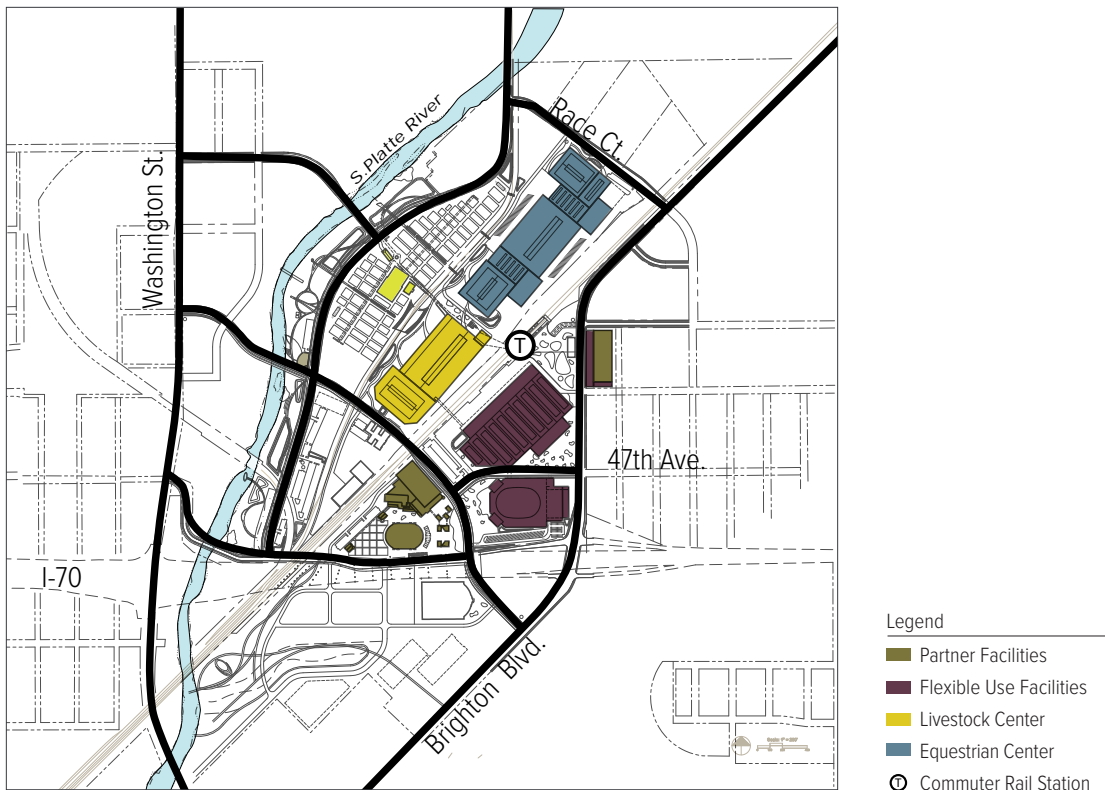 Race Ct.
S.Platte River
Washington St.
T
47th Ave.
I-70
Brighton Blvd.
Legend
Partner Facilities
Flexible Use Facilities
Livestock Center
Equestrian Center
T Commuter Rail Station